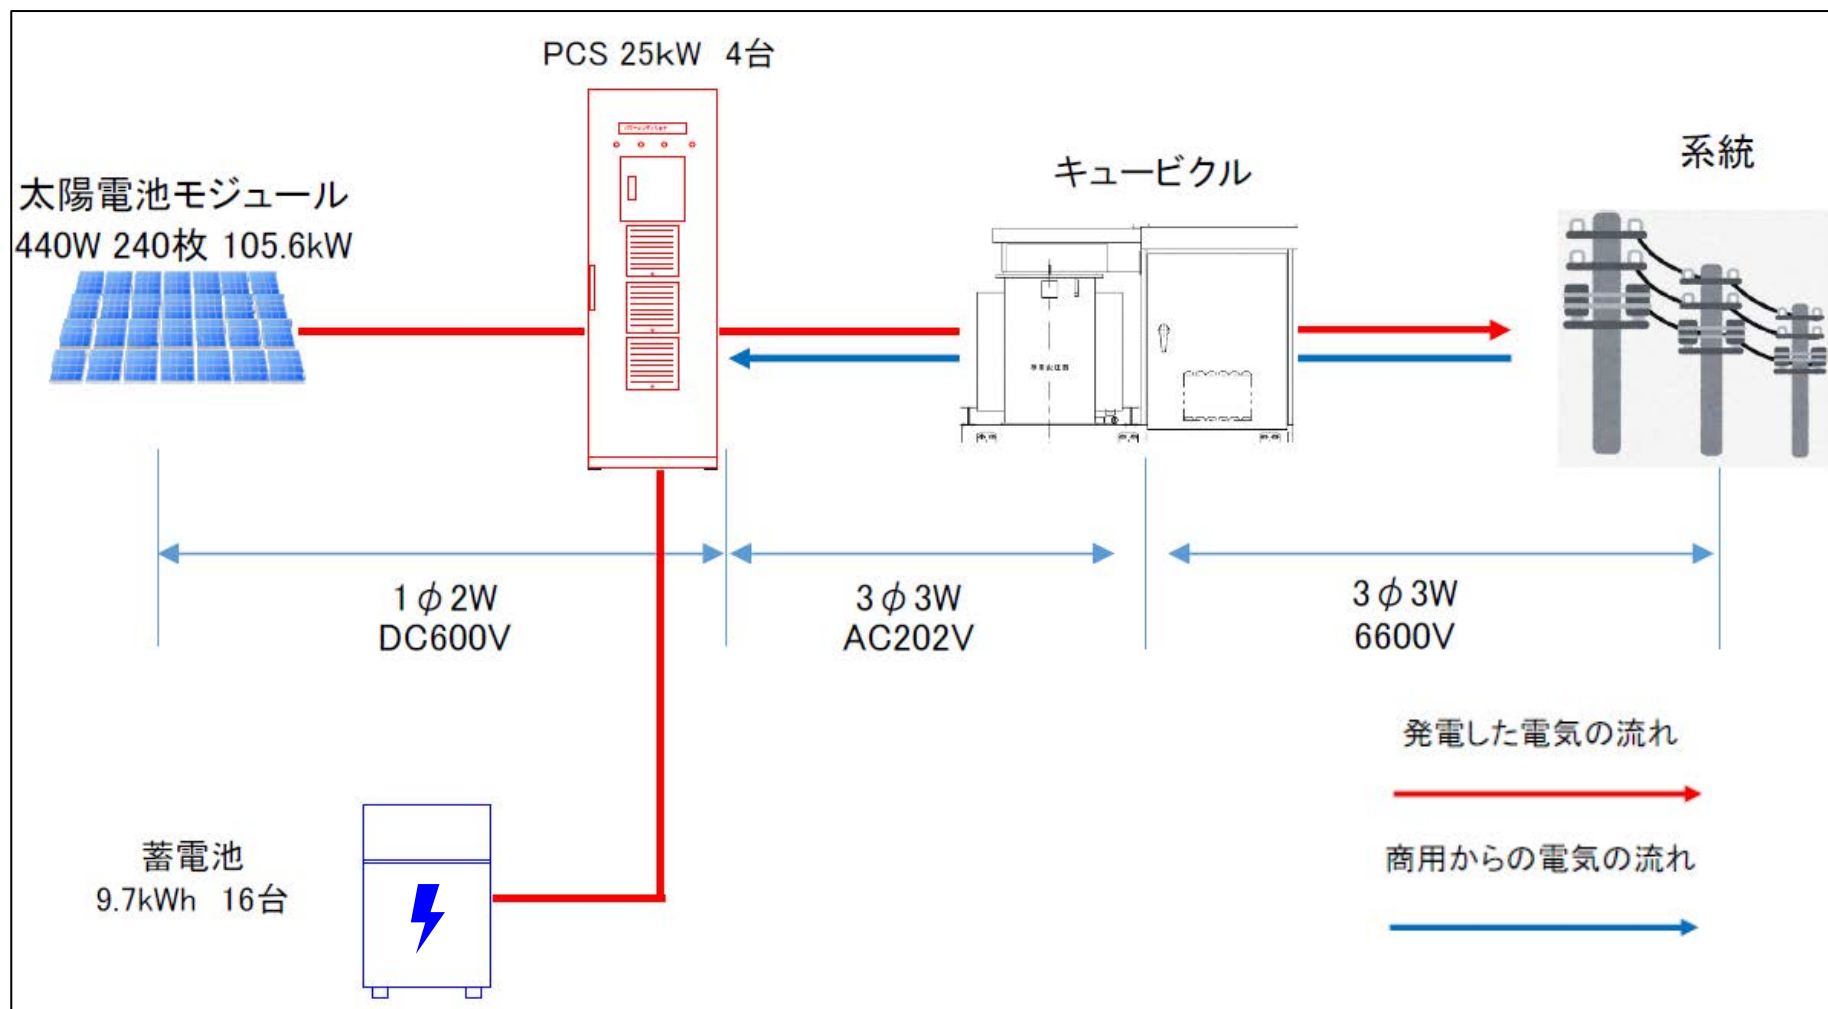 PCS 25kW 4台
系統
キュービクル
太陽電池モジュール
440W 240枚 105.6kW
1φ2W
DC600V
3φ3W
AC202V
3φ3W
6600V
発電した電気の流れ
商用からの電気の流れ
蓄電池
9.7kWh 16台